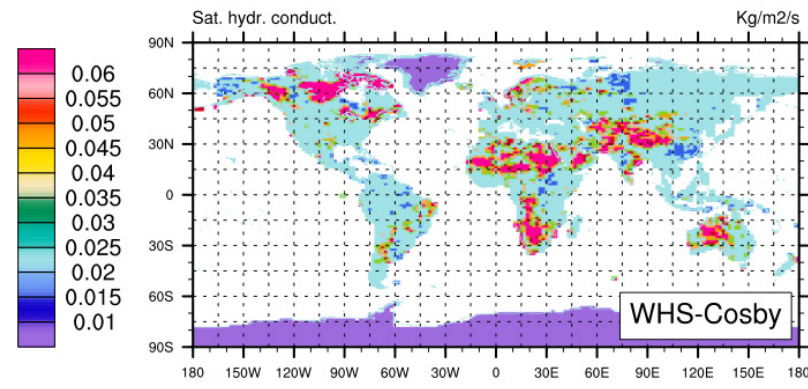 Sat. hydr. conduct. Kg/m2/s
90N
60N
30N
0
30S
60S
90S
180 150W 120W 90W 60W 30W 0 30E 60E 90E 120E 150E 180
0.06
0.055
0.05
0.045
0.04
0.035
0.03
0.025
0.02
0.015
0.01
WHS-Cosby